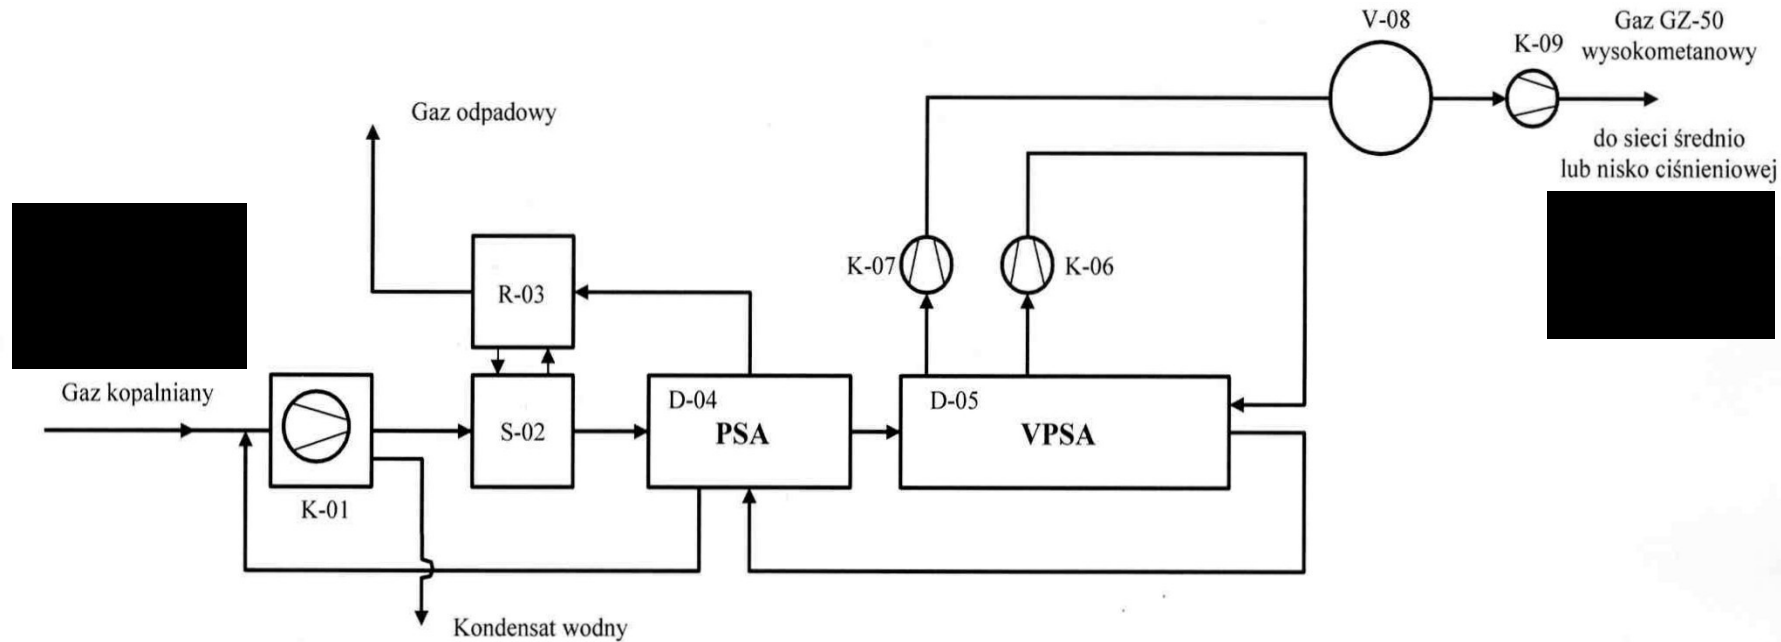 V-08
Gaz GZ-50
wysokometanowy
K-09
do sieci średnio
lub nisko ciśnieniowej
Gaz odpadowy
K-07
K-06
R-03
Gaz kopalniany
K-01
S-02
D-04
PSA
D-05
VPSA
Kondensat wodny